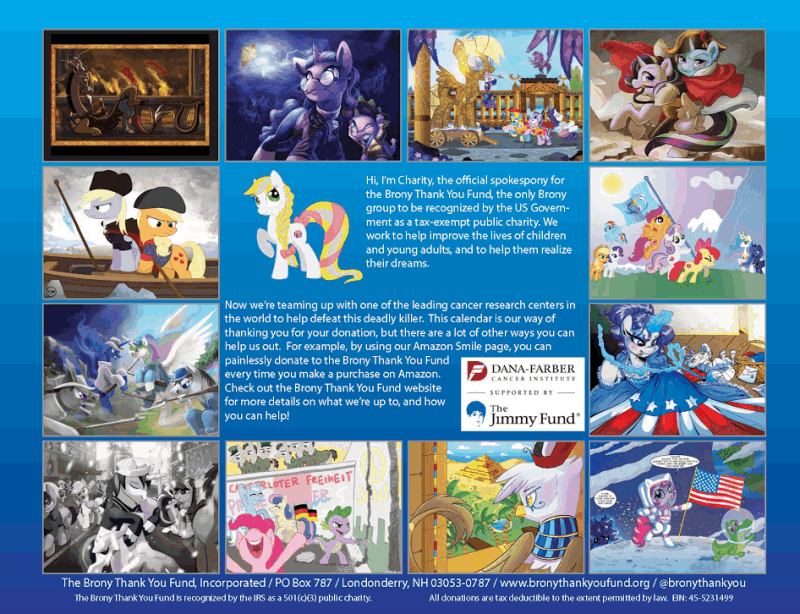 Hi, I'm Charity, the official spokespony for
the Brony Thank You Fund, the only Brony
group to be recognized by the US Govern-
ment as a tax-exempt public charity. We
work to help improve the lives of children
and young adults, and to help them realize
their dreams.
Now we're teaming up with one of the leading cancer research centers in
the world to help defeat this deadly killer. This calendar is our way of
thanking you for your donation, but there are a lot of other ways you can
help us out. For example, by using our Amazon Smile page, you can
painlessly donate to the Brony Thank You Fund
every time you make a purchase on Amazon.
Check out the Brony Thank You Fund website
for more details on what we're up to, and how
you can help!
DANA-FARBER
CANCER INSTITUTE
SUPPORTED BY
The
Jimmy Fund®
FREIHEIT
The Brony Thank You Fund, Incorporated / PO Box 787 / Londonderry, NH 03053-0787 / www.bronythankyoufund.org / @bronythankyou
The Brony Thank You Fund is recognized by the IRS as a 501(c)(3) public charity. All donations are tax deductible to the extent permitted by law. EIN: 45-5231499